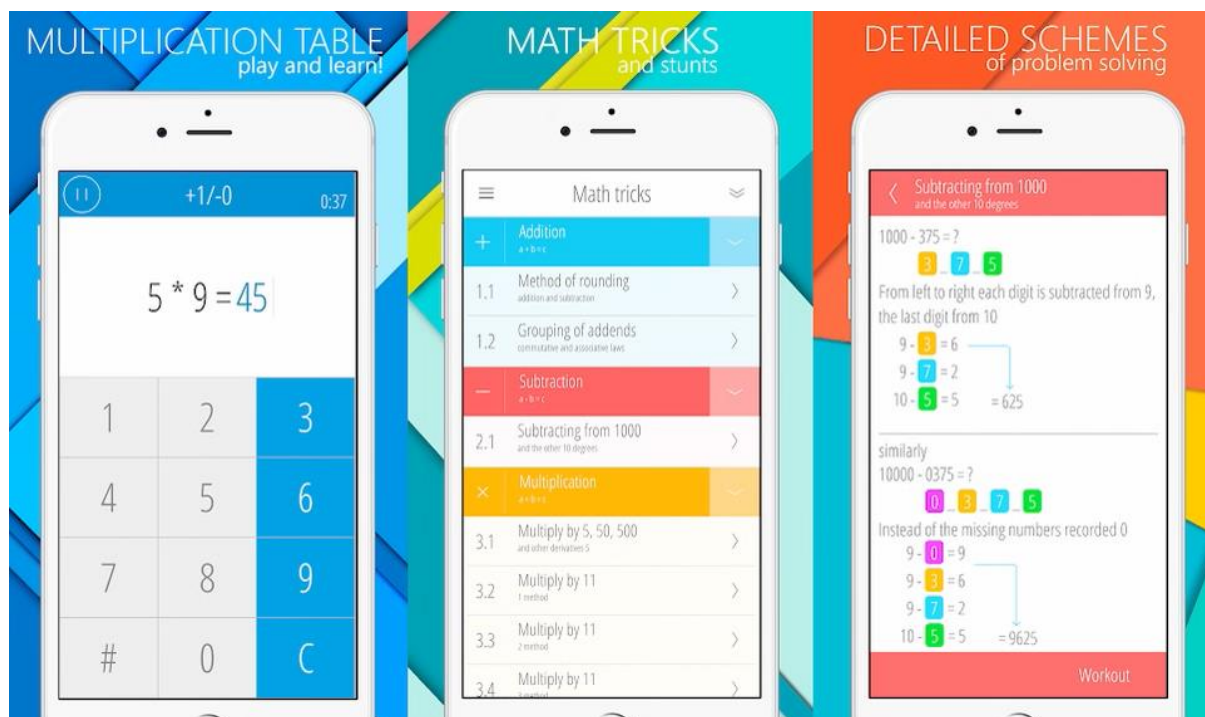 MULTIPLICATION TABLE
play and learn!
+1/-0
0:37
5 * 9 = 45
1 2 3
4 5 6
7 8 9
# 0 C
MATH TRICKS
and stunts
Math tricks
+ Addition
a + b = c
1.1 Method of rounding
addition and subtraction
1.2 Grouping of addends
commutative and associative laws
− Subtraction
a - b = c
2.1 Subtracting from 1000
and the other 10 degrees
× Multiplication
3.1 Multiply by 5, 50, 500
and other derivatives 5
3.2 Multiply by 11
1 method
3.3 Multiply by 11
2 method
3.4 Multiply by 11
DETAILED SCHEMES
of problem solving
Subtracting from 1000
and the other 10 degrees
1000 - 375 = ?
3 _ 7 _ 5
From left to right each digit is subtracted from 9,
the last digit from 10
9 - 3 = 6
9 - 7 = 2
10 - 5 = 5 = 625
similarly
10000 - 0375 = ?
0 _ 3 _ 7 _ 5
Instead of the missing numbers recorded 0
9 - 0 = 9
9 - 3 = 6
9 - 7 = 2
10 - 5 = 5 = 9625
Workout